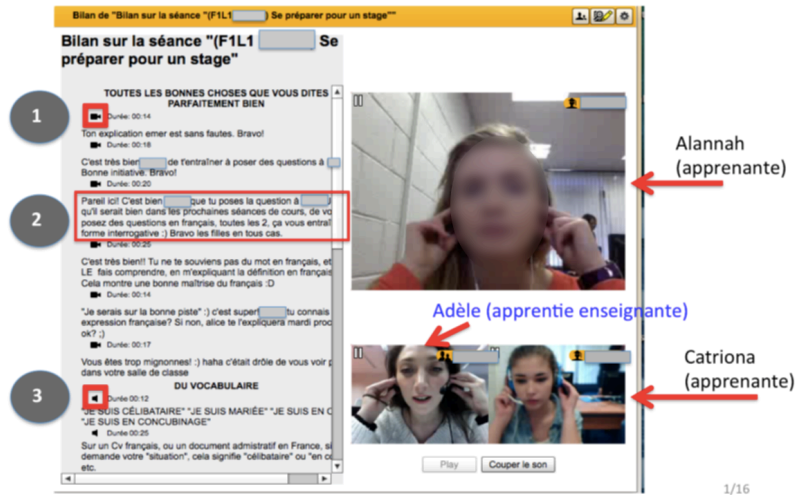 Bilan de "Bilan sur la séance "(F1L1 ) Se préparer pour un stage""
Bilan sur la séance "(F1L1 Se
préparer pour un stage"
TOUTES LES BONNES CHOSES QUE VOUS DITES
PARFAITEMENT BIEN
1
Durée: 00:14
Ton explication emer est sans fautes. Bravo!
Durée: 00:18
C'est très bien de t'entraîner à poser des questions à
Bonne initiative. Bravo!
Durée: 00:20
2
Pareil ici! C'est bien que tu poses la question à
qu'il serait bien dans les prochaines séances de cours, de vo
posez des questions en français, toutes les 2, ça vous entraî
forme interrogative :) Bravo les filles en tous cas.
Durée: 00:25
C'est très bien!! Tu ne te souviens pas du mot en français, et
LE fais comprendre, en m'expliquant la définition en français
Cela montre une bonne maîtrise du français :D
Durée: 00:14
"Je serais sur la bonne piste" :) c'est super! tu connais
expression française? Si non, alice te l'expliquera mardi proc
ok? ;)
Durée: 00:17
Vous êtes trop mignonnes! :) haha c'était drôle de vous voir
dans votre salle de classe
DU VOCABULAIRE
3
Durée 00:12
"JE SUIS CÉLIBATAIRE" "JE SUIS MARIÉE" "JE SUIS EN C
"JE SUIS EN CONCUBINAGE"
Durée 00:25
Sur un Cv français, ou un document admistratif en France, si
demande votre "situation", cela signifie "célibataire" ou "en co
etc.
Alannah
(apprenante)
Adèle (apprentie enseignante)
Catriona
(apprenante)
Play
Couper le son
1/16